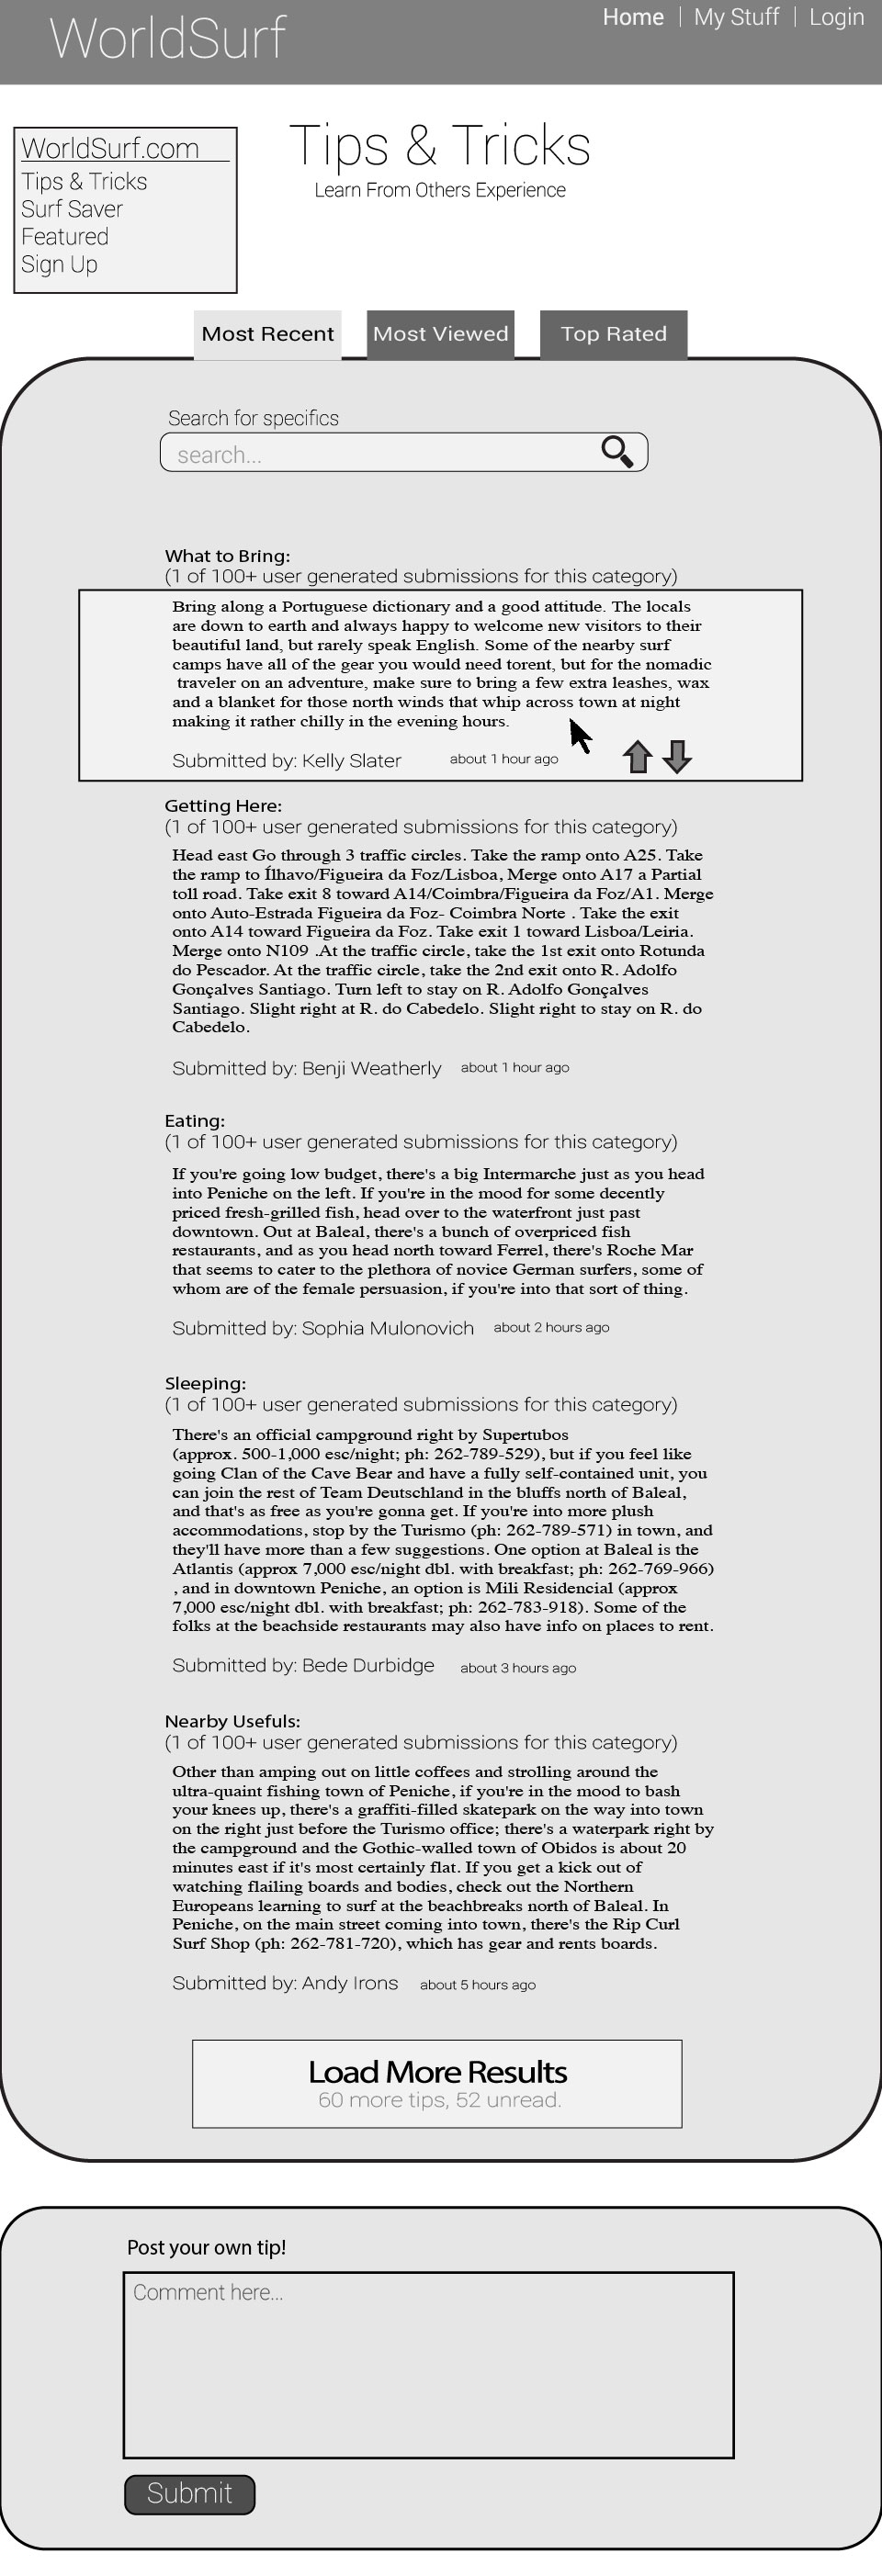 WorldSurf
Home | My Stuff | Login
WorldSurf.com
Tips & Tricks
Surf Saver
Featured
Sign Up
Tips & Tricks
Learn From Others Experience
Most Recent Most Viewed Top Rated
Search for specifics
search...
What to Bring:
(1 of 100+ user generated submissions for this category)
Bring along a Portuguese dictionary and a good attitude. The locals
are down to earth and always happy to welcome new visitors to their
beautiful land, but rarely speak English. Some of the nearby surf
camps have all of the gear you would need torent, but for the nomadic
traveler on an adventure, make sure to bring a few extra leashes, wax
and a blanket for those north winds that whip across town at night
making it rather chilly in the evening hours.
Submitted by: Kelly Slater about 1 hour ago
Getting Here:
(1 of 100+ user generated submissions for this category)
Head east Go through 3 traffic circles. Take the ramp onto A25. Take
the ramp to Ílhavo/Figueira da Foz/Lisboa, Merge onto A17 a Partial
toll road. Take exit 8 toward A14/Coimbra/Figueira da Foz/A1. Merge
onto Auto-Estrada Figueira da Foz- Coimbra Norte . Take the exit
onto A14 toward Figueira da Foz. Take exit 1 toward Lisboa/Leiria.
Merge onto N109 .At the traffic circle, take the 1st exit onto Rotunda
do Pescador. At the traffic circle, take the 2nd exit onto R. Adolfo
Gonçalves Santiago. Turn left to stay on R. Adolfo Gonçalves
Santiago. Slight right at R. do Cabedelo. Slight right to stay on R. do
Cabedelo.
Submitted by: Benji Weatherly about 1 hour ago
Eating:
(1 of 100+ user generated submissions for this category)
If you're going low budget, there's a big Intermarche just as you head
into Peniche on the left. If you're in the mood for some decently
priced fresh-grilled fish, head over to the waterfront just past
downtown. Out at Baleal, there's a bunch of overpriced fish
restaurants, and as you head north toward Ferrel, there's Roche Mar
that seems to cater to the plethora of novice German surfers, some of
whom are of the female persuasion, if you're into that sort of thing.
Submitted by: Sophia Mulonovich about 2 hours ago
Sleeping:
(1 of 100+ user generated submissions for this category)
There's an official campground right by Supertubos
(approx. 500-1,000 esc/night; ph: 262-789-529), but if you feel like
going Clan of the Cave Bear and have a fully self-contained unit, you
can join the rest of Team Deutschland in the bluffs north of Baleal,
and that's as free as you're gonna get. If you're into more plush
accommodations, stop by the Turismo (ph: 262-789-571) in town, and
they'll have more than a few suggestions. One option at Baleal is the
Atlantis (approx 7,000 esc/night dbl. with breakfast; ph: 262-769-966)
, and in downtown Peniche, an option is Mili Residencial (approx
7,000 esc/night dbl. with breakfast; ph: 262-783-918). Some of the
folks at the beachside restaurants may also have info on places to rent.
Submitted by: Bede Durbidge about 3 hours ago
Nearby Usefuls:
(1 of 100+ user generated submissions for this category)
Other than amping out on little coffees and strolling around the
ultra-quaint fishing town of Peniche, if you're in the mood to bash
your knees up, there's a graffiti-filled skatepark on the way into town
on the right just before the Turismo office; there's a waterpark right by
the campground and the Gothic-walled town of Obidos is about 20
minutes east if it's most certainly flat. If you get a kick out of
watching flailing boards and bodies, check out the Northern
Europeans learning to surf at the beachbreaks north of Baleal. In
Peniche, on the main street coming into town, there's the Rip Curl
Surf Shop (ph: 262-781-720), which has gear and rents boards.
Submitted by: Andy Irons about 5 hours ago
Load More Results
60 more tips, 52 unread.
Post your own tip!
Comment here...
Submit